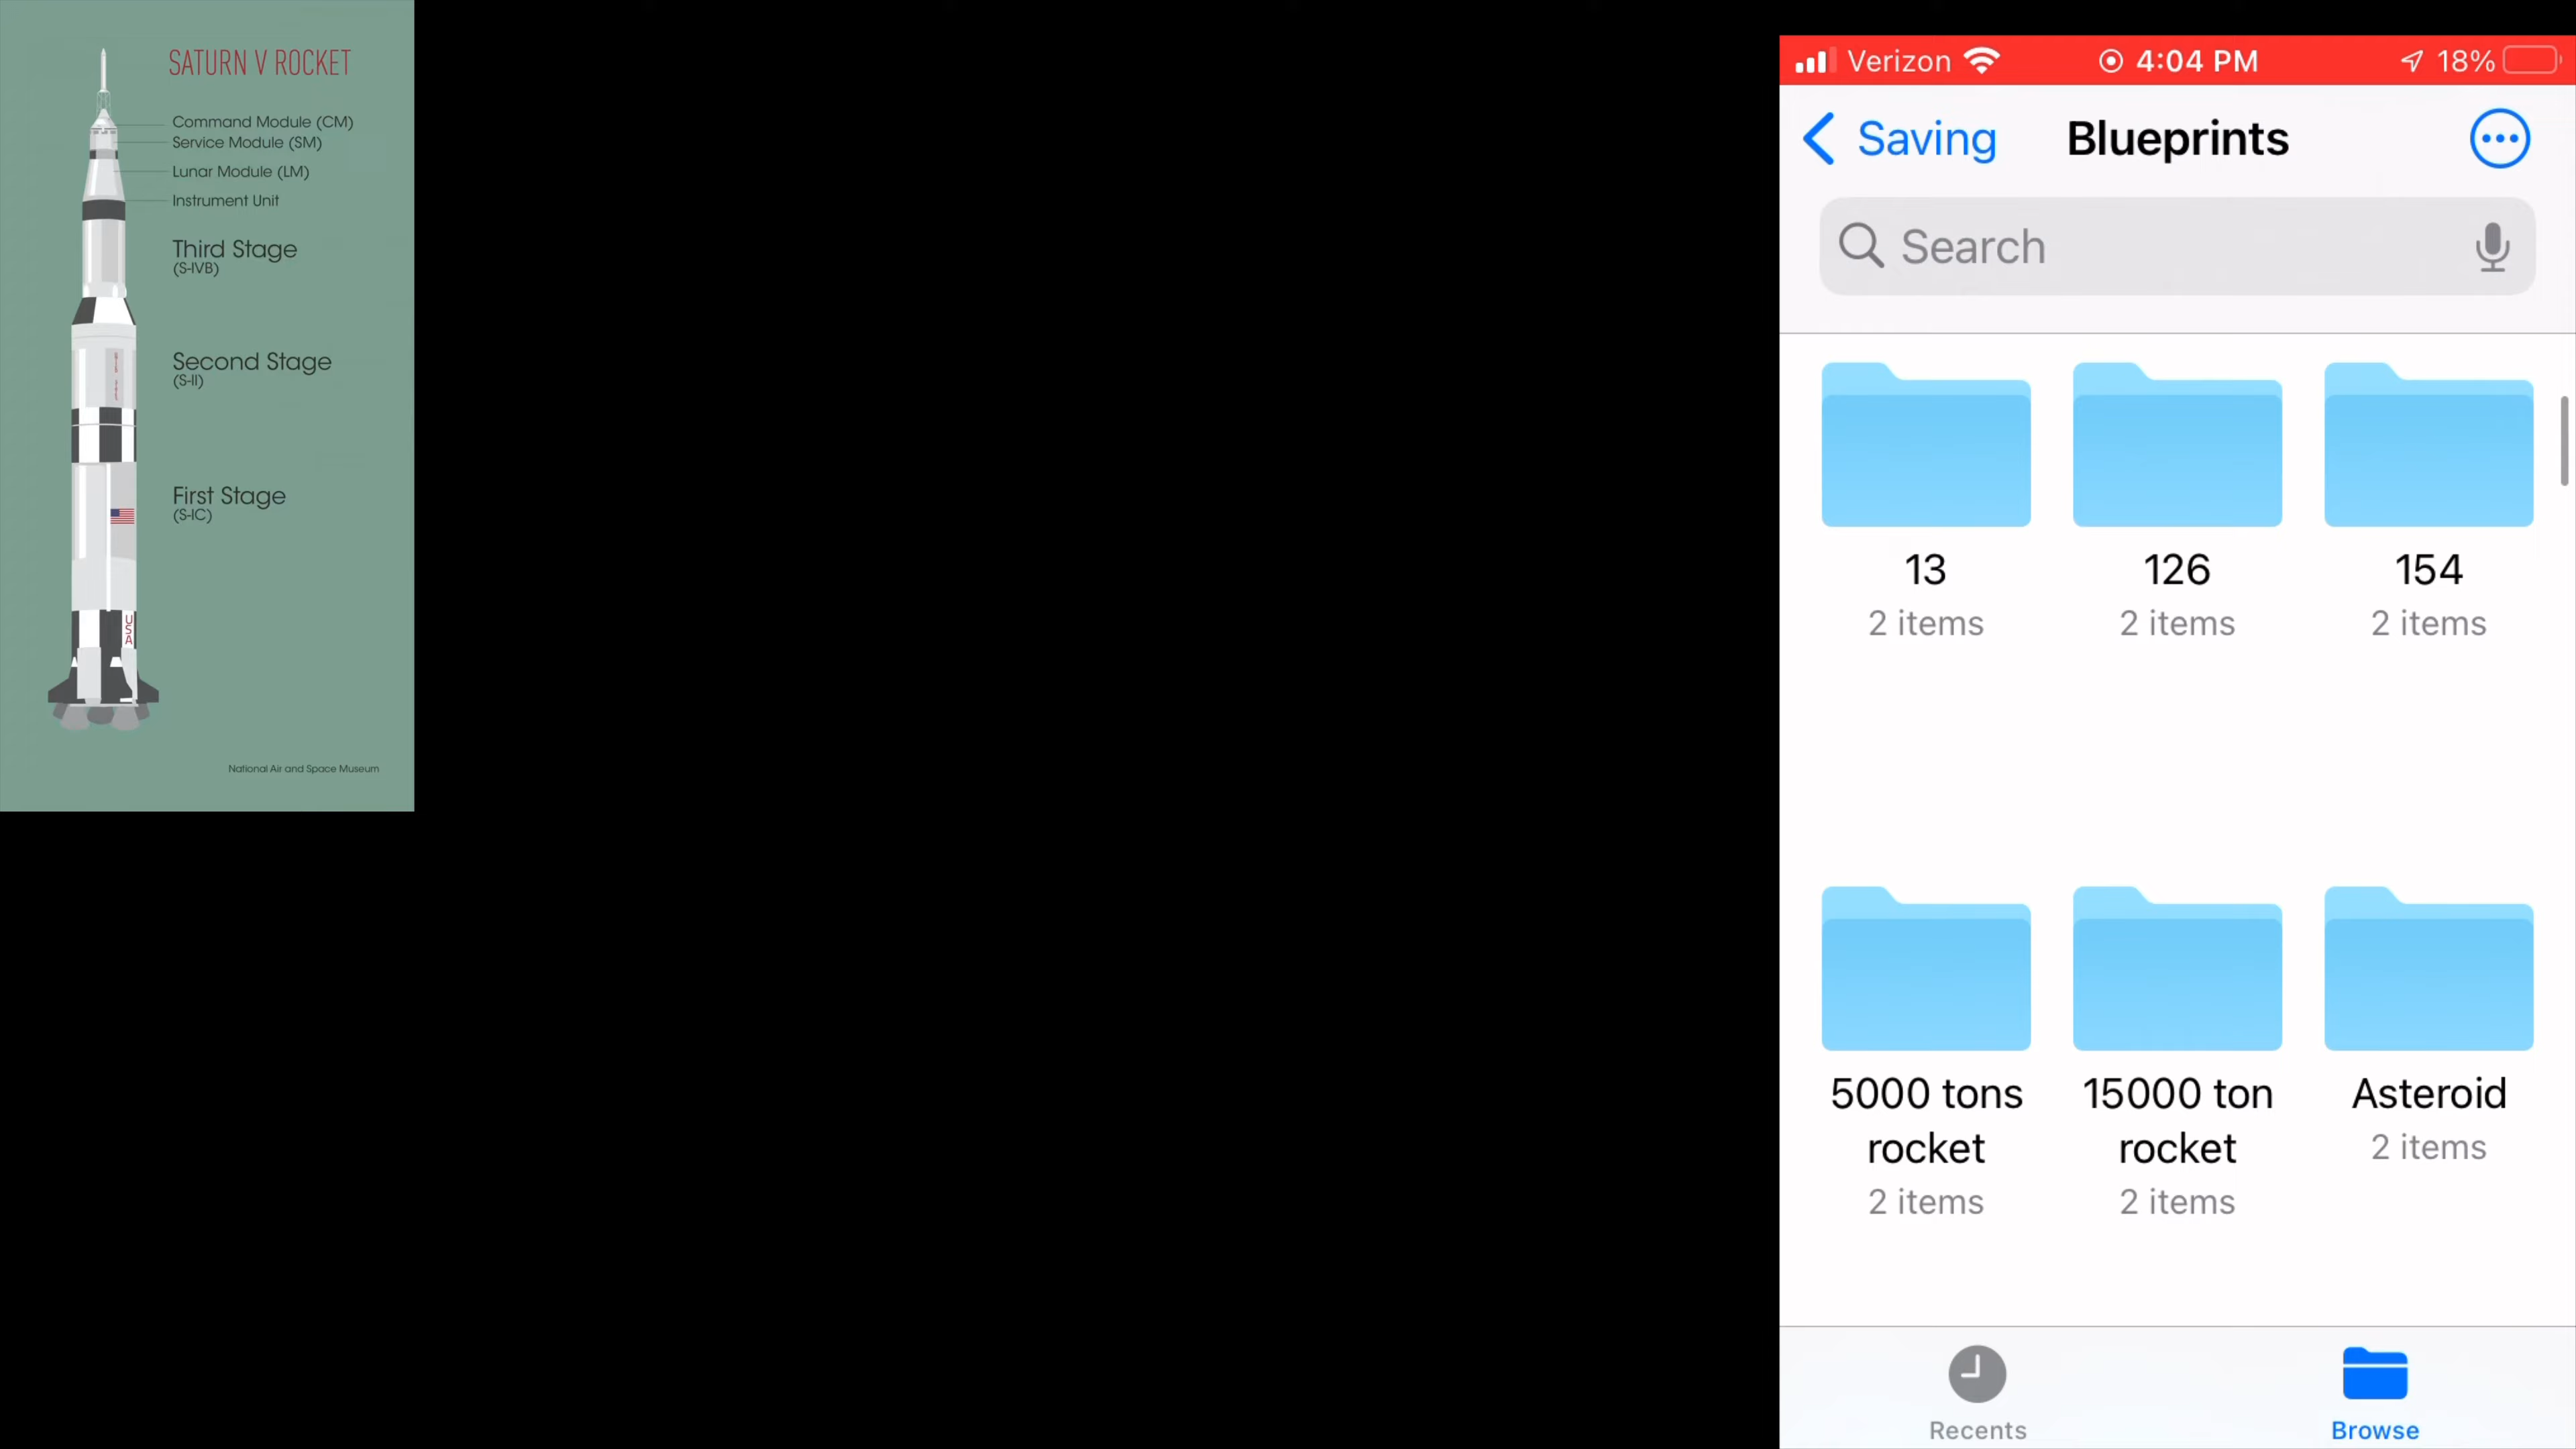 SATURN V ROCKET
Command Module (CM)
Service Module (SM)
Lunar Module (LM)
Instrument Unit
Third Stage
(S-IVB)
Second Stage
(S-II)
First Stage
(S-IC)
USA
National Air and Space Museum
Verizon 4:04 PM 18%
Saving Blueprints
Search
13 126 154
2 items 2 items 2 items
5000 tons 15000 ton Asteroid
rocket rocket 2 items
2 items 2 items
Recents Browse